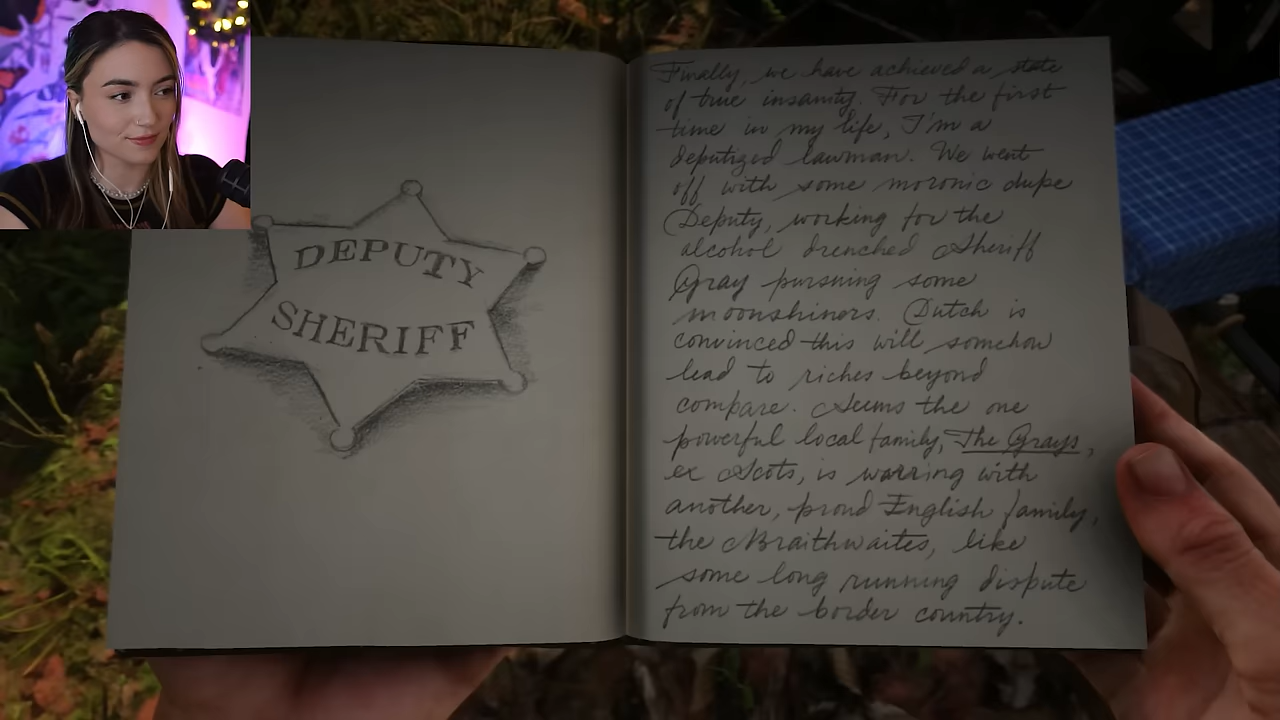 DEPUTY
SHERIFF
Finally, we have achieved a state
of true insanity. For the first
time in my life, I'm a
deputized lawman. We went
off with some moronic dupe
Deputy, working for the
alcohol drenched Sheriff
Gray pursuing some
moonshiners. Dutch is
convinced this will somehow
lead to riches beyond
compare. Seems the one
powerful local family, The Grays,
ex Scots, is warring with
another, proud English family,
the Braithwaites, like
some long running dispute
from the border country.